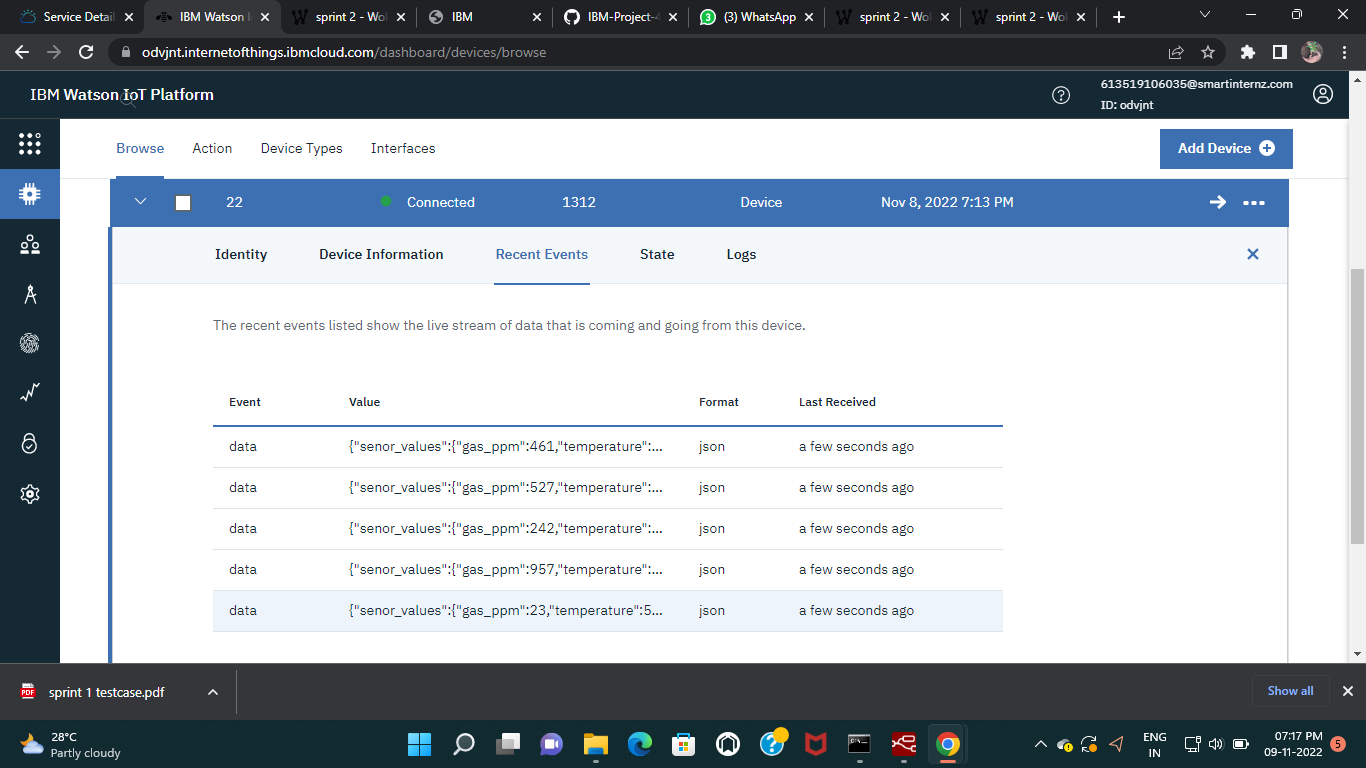 Service Detail
IBM Watson I
sprint 2 - Wo
IBM
IBM-Project-4
(3) WhatsApp
sprint 2 - Wo
sprint 2 - Wo
odvjnt.internetofthings.ibmcloud.com/dashboard/devices/browse
IBM Watson IoT Platform
613519106035@smartinternz.com
ID: odvjnt
Browse Action Device Types Interfaces
Add Device
22 Connected 1312 Device Nov 8, 2022 7:13 PM
Identity Device Information Recent Events State Logs
The recent events listed show the live stream of data that is coming and going from this device.
Event Value Format Last Received
data {"senor_values":{"gas_ppm":461,"temperature":... json a few seconds ago
data {"senor_values":{"gas_ppm":527,"temperature":... json a few seconds ago
data {"senor_values":{"gas_ppm":242,"temperature":... json a few seconds ago
data {"senor_values":{"gas_ppm":957,"temperature":... json a few seconds ago
data {"senor_values":{"gas_ppm":23,"temperature":5... json a few seconds ago
PDF sprint 1 testcase.pdf
Show all
28°C
Partly cloudy
ENG
IN
07:17 PM
09-11-2022
5